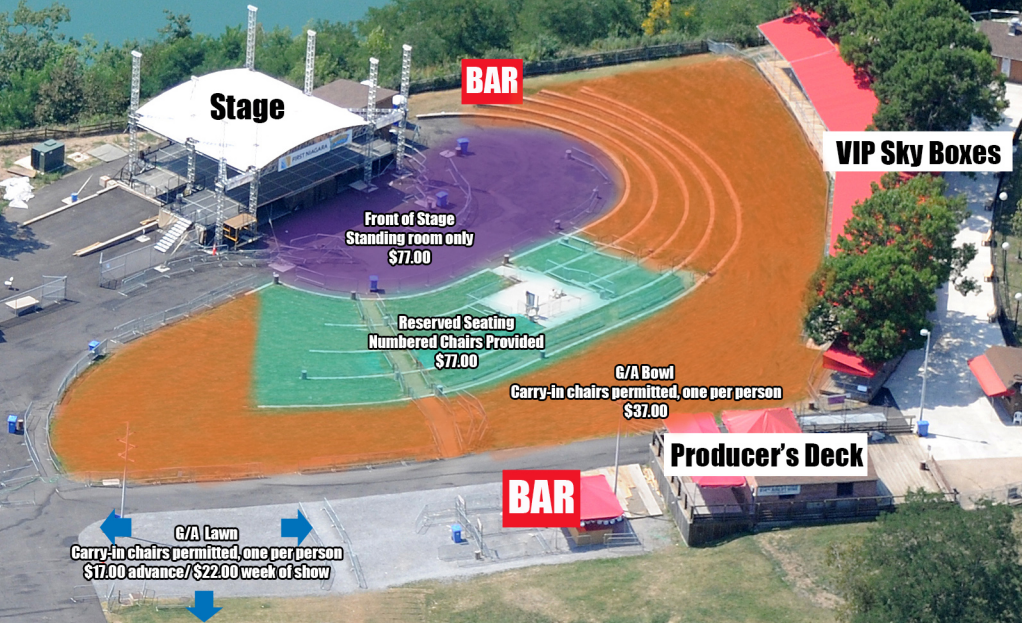 BAR
Stage
FIRST NIAGARA
VIP Sky Boxes
Front of Stage
Standing room only
$77.00
Reserved Seating
Numbered Chairs Provided
$77.00
G/A Bowl
Carry-in chairs permitted, one per person
$37.00
Producer's Deck
BAR
G/A Lawn
Carry-in chairs permitted, one per person
$17.00 advance/ $22.00 week of show